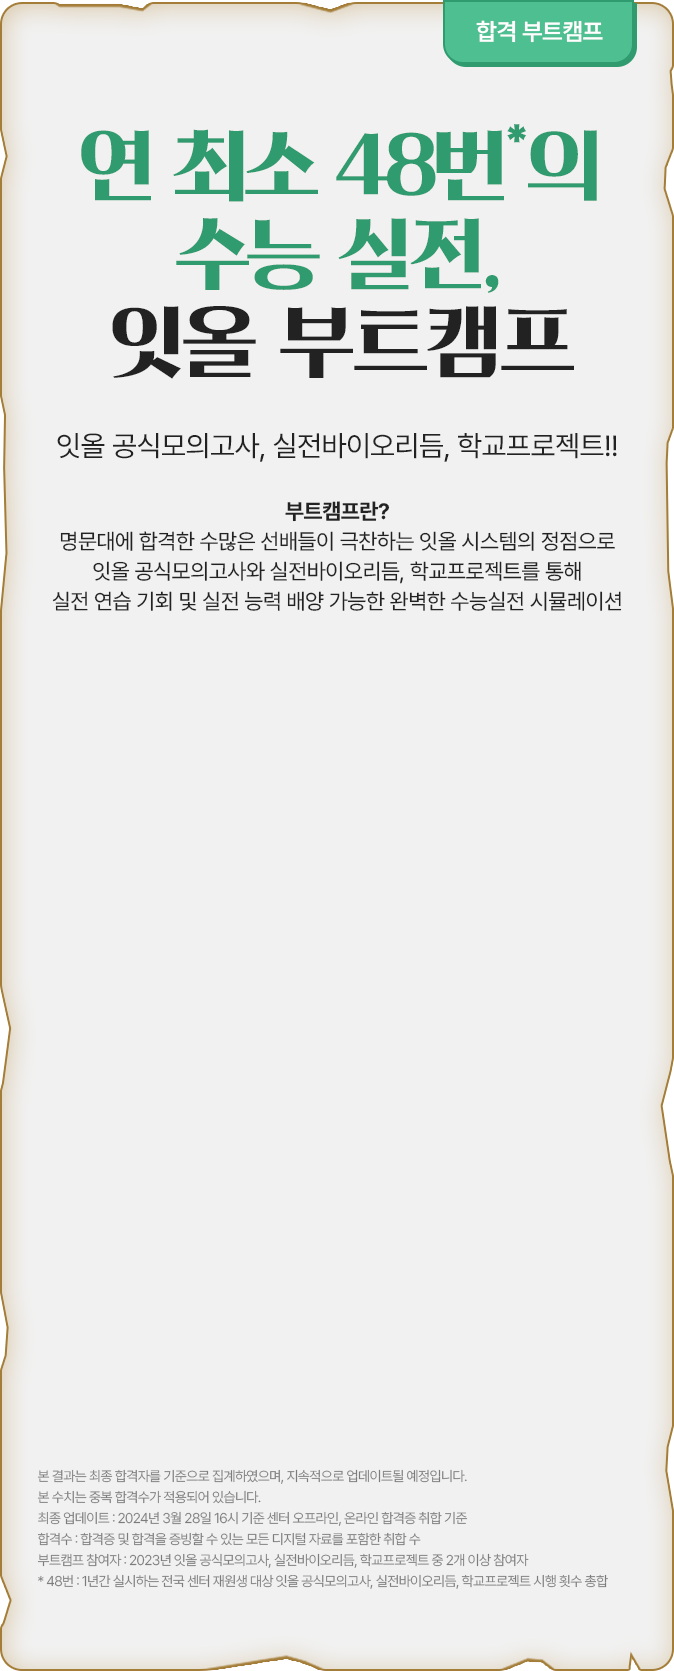 합격 부트캠프
연 최소 48번*의
수능 실전,
잇올 부트캠프
잇올 공식모의고사, 실전바이오리듬, 학교프로젝트!!
부트캠프란?
명문대에 합격한 수많은 선배들이 극찬하는 잇올 시스템의 정점으로
잇올 공식모의고사와 실전바이오리듬, 학교프로젝트를 통해
실전 연습 기회 및 실전 능력 배양 가능한 완벽한 수능실전 시뮬레이션
본 결과는 최종 합격자를 기준으로 집계하였으며, 지속적으로 업데이트될 예정입니다.
본 수치는 중복 합격수가 적용되어 있습니다.
최종 업데이트 : 2024년 3월 28일 16시 기준 센터 오프라인, 온라인 합격증 취합 기준
합격수 : 합격증 및 합격을 증빙할 수 있는 모든 디지털 자료를 포함한 취합 수
부트캠프 참여자 : 2023년 잇올 공식모의고사, 실전바이오리듬, 학교프로젝트 중 2개 이상 참여자
* 48번 : 1년간 실시하는 전국 센터 재원생 대상 잇올 공식모의고사, 실전바이오리듬, 학교프로젝트 시행 횟수 총합